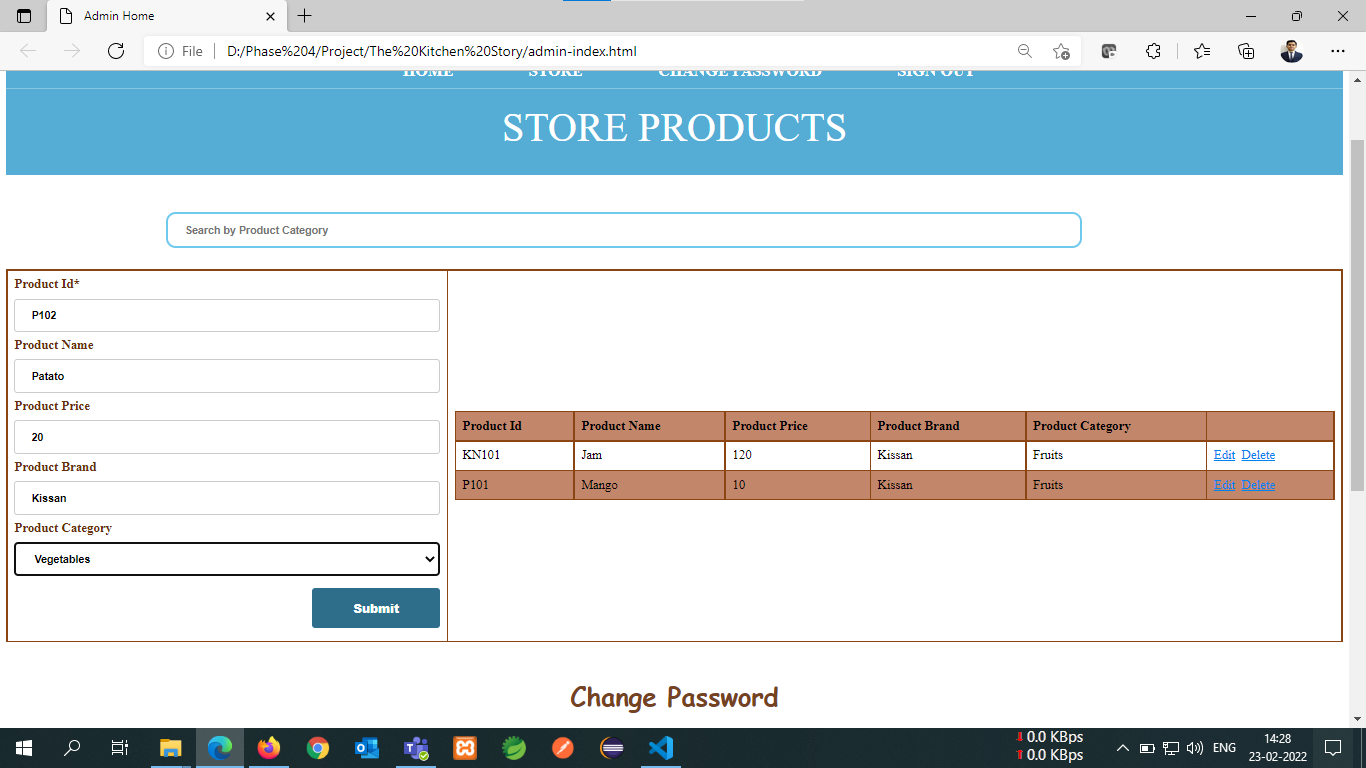 Admin Home
File D:/Phase%204/Project/The%20Kitchen%20Story/admin-index.html
HOME STORE CHANGE PASSWORD SIGN OUT
STORE PRODUCTS
Search by Product Category
Product Id*
P102
Product Name
Patato
Product Price
20
Product Brand
Kissan
Product Category
Vegetables
Submit
Product Id Product Name Product Price Product Brand Product Category
KN101 Jam 120 Kissan Fruits Edit Delete
P101 Mango 10 Kissan Fruits Edit Delete
Change Password
0.0 KBps
0.0 KBps
ENG
14:28
23-02-2022